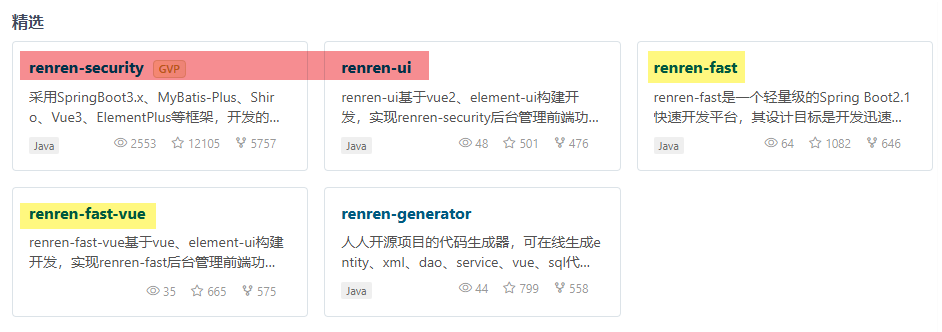 精选
renren-security GVP
采用SpringBoot3.x、MyBatis-Plus、Shir
o、Vue3、ElementPlus等框架，开发的...
Java 2553 12105 5757
renren-ui
renren-ui基于vue2、element-ui构建开
发，实现renren-security后台管理前端功...
Java 48 501 476
renren-fast
renren-fast是一个轻量级的Spring Boot2.1
快速开发平台，其设计目标是开发迅速...
Java 64 1082 646
renren-fast-vue
renren-fast-vue基于vue、element-ui构建
开发，实现renren-fast后台管理前端功...
35 665 575
renren-generator
人人开源项目的代码生成器，可在线生成e
ntity、xml、dao、service、vue、sql代...
Java 44 799 558